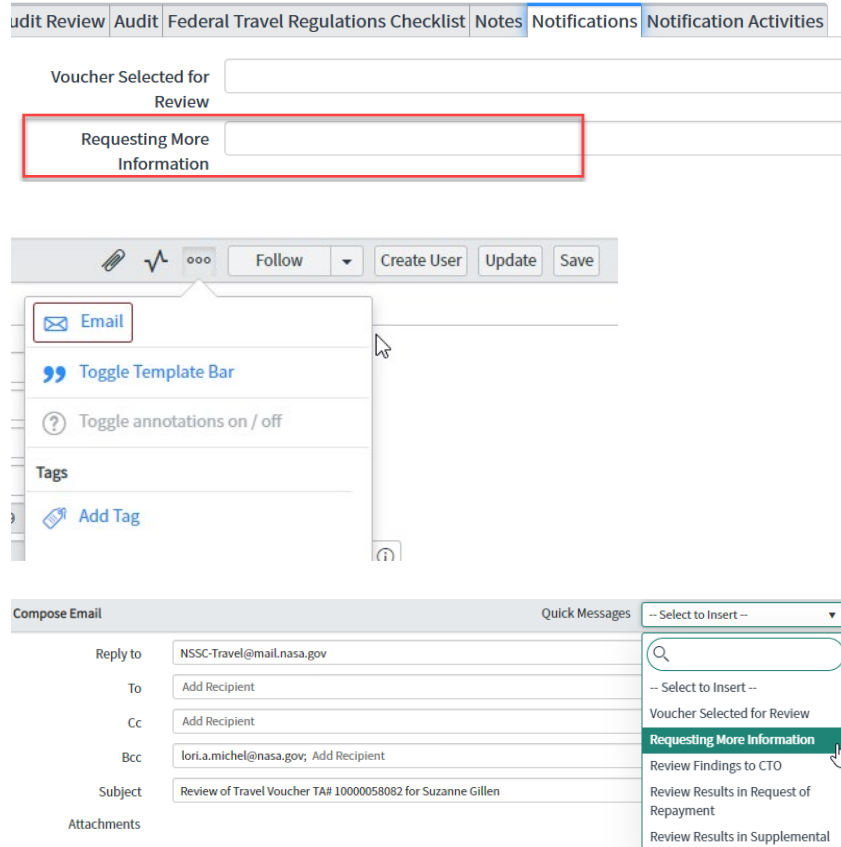 udit Review Audit Federal Travel Regulations Checklist Notes Notifications Notification Activities
Voucher Selected for
Review
Requesting More
Information
Follow Create User Update Save
Email
Toggle Template Bar
Toggle annotations on / off
Tags
Add Tag
Compose Email Quick Messages -- Select to Insert --
Reply to NSSC-Travel@mail.nasa.gov
To Add Recipient
-- Select to Insert --
Cc Add Recipient
Voucher Selected for Review
Requesting More Information
Bcc lori.a.michel@nasa.gov; Add Recipient
Review Findings to CTO
Subject Review of Travel Voucher TA# 10000058082 for Suzanne Gillen
Review Results in Request of
Repayment
Attachments
Review Results in Supplemental